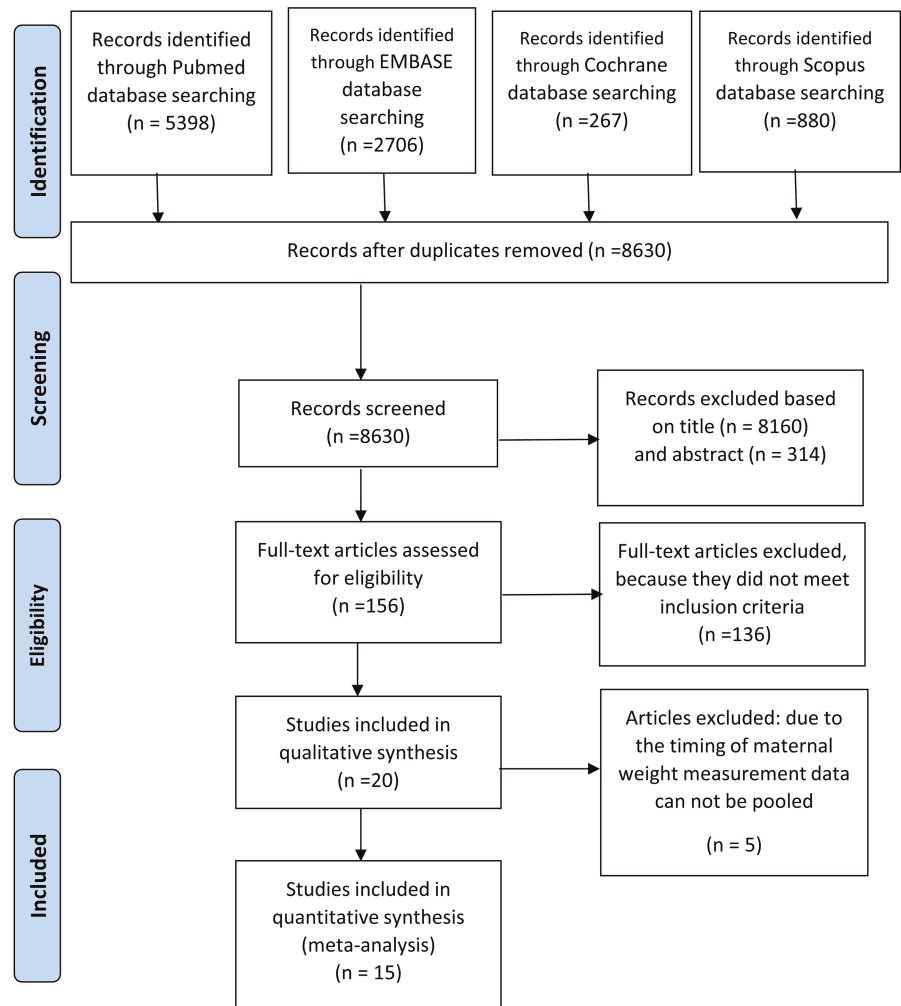 Identification
Records identified
through Pubmed
database searching
(n = 5398)
Records identified
through EMBASE
database
searching
(n =2706)
Records identified
through Cochrane
database searching
(n =267)
Records identified
through Scopus
database searching
(n =880)
Records after duplicates removed (n =8630)
Screening
Records screened
(n =8630)
Records excluded based
on title (n = 8160)
and abstract (n = 314)
Eligibility
Full-text articles assessed
for eligibility
(n =156)
Full-text articles excluded,
because they did not meet
inclusion criteria
(n =136)
Studies included in
qualitative synthesis
(n =20)
Articles excluded: due to
the timing of maternal
weight measurement data
can not be pooled
(n = 5)
Included
Studies included in
quantitative synthesis
(meta-analysis)
(n = 15)